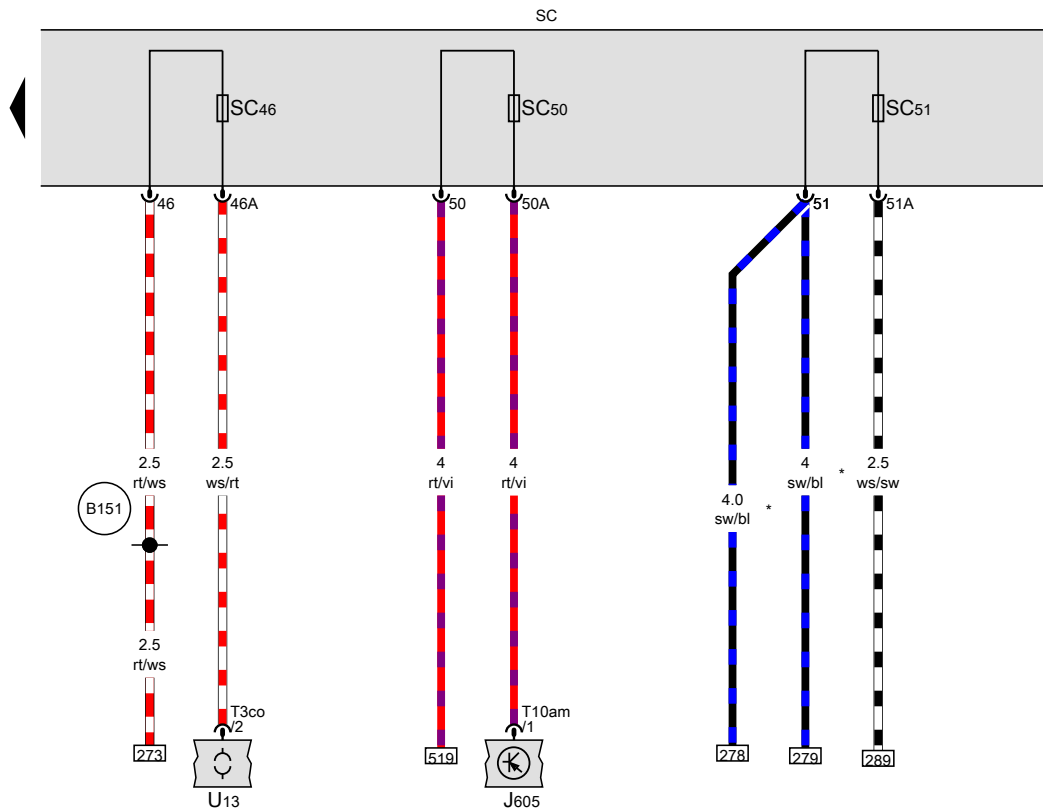 SC
SC46
SC50
SC51
46
46A
50
50A
51
51A
2.5
rt/ws
2.5
ws/rt
4
rt/vi
4
rt/vi
4
sw/bl
*
2.5
ws/sw
4.0
sw/bl
*
B151
2.5
rt/ws
T3co
/2
T10am
/1
273
519
278
279
289
U13
J605